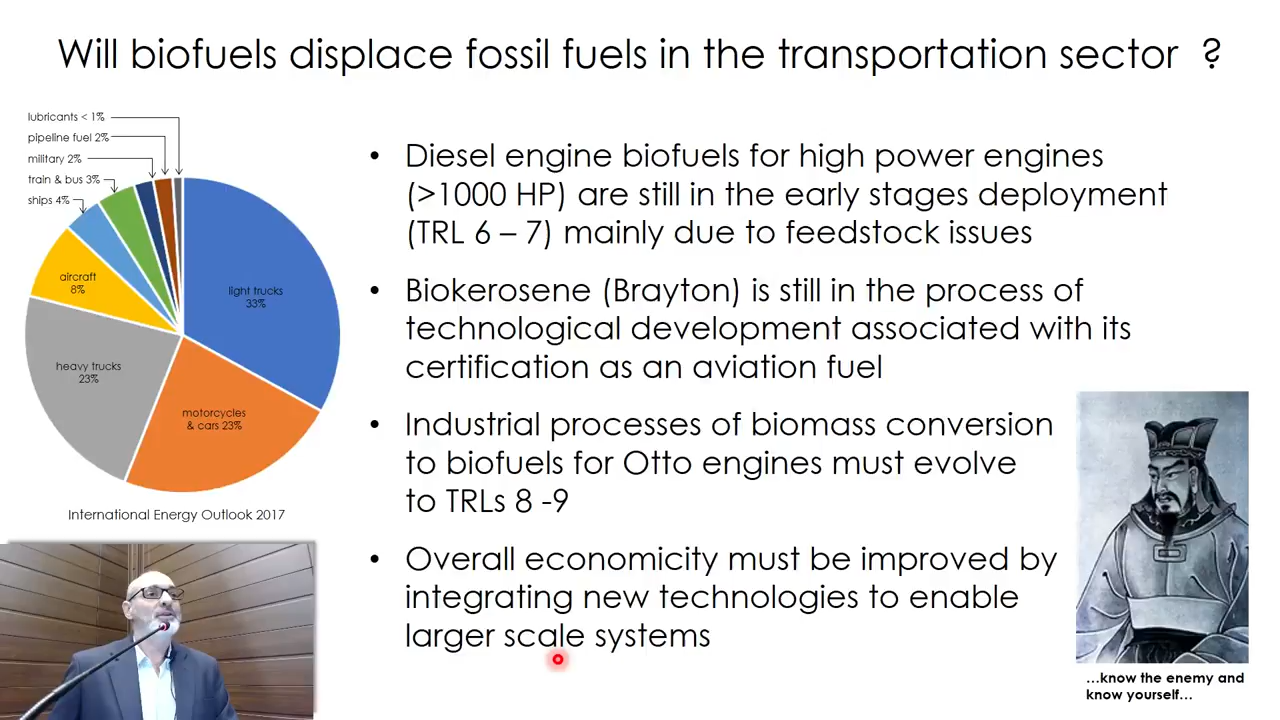 Will biofuels displace fossil fuels in the transportation sector ?
lubricants < 1%
pipeline fuel 2%
military 2%
train & bus 3%
ships 4%
aircraft
8%
light trucks
33%
heavy trucks
23%
motorcycles
& cars 23%
International Energy Outlook 2017
• Diesel engine biofuels for high power engines
(>1000 HP) are still in the early stages deployment
(TRL 6 – 7) mainly due to feedstock issues
• Biokerosene (Brayton) is still in the process of
technological development associated with its
certification as an aviation fuel
• Industrial processes of biomass conversion
to biofuels for Otto engines must evolve
to TRLs 8 -9
• Overall economicity must be improved by
integrating new technologies to enable
larger scale systems
...know the enemy and
know yourself...